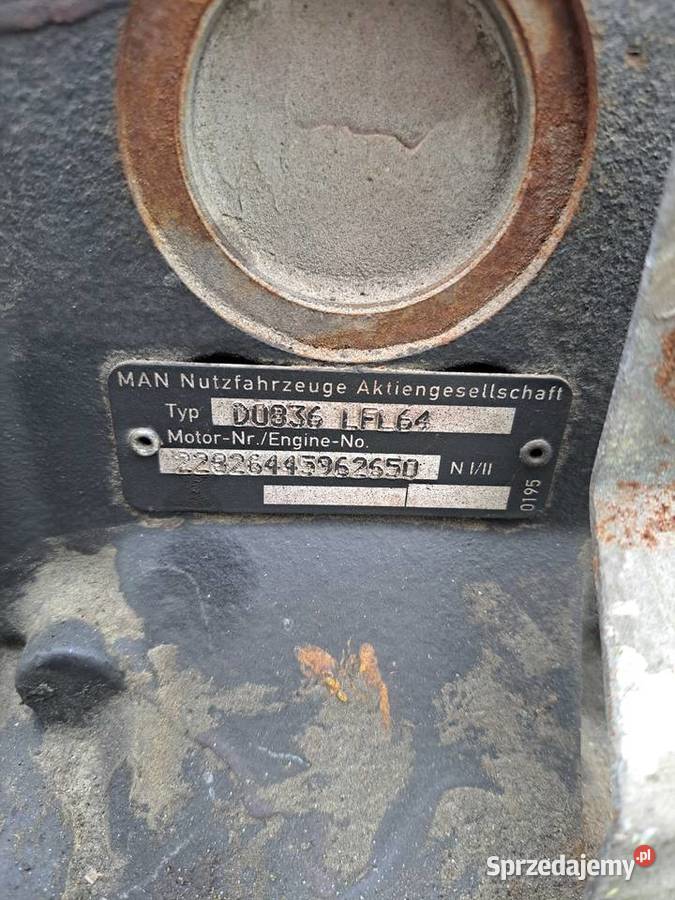 MAN Nutzfahrzeuge Aktiengesellschaft
Typ D0836 LFL64
Motor-Nr./Engine-No.
22826445962650 N I/II
0195
Sprzedajemy.pl